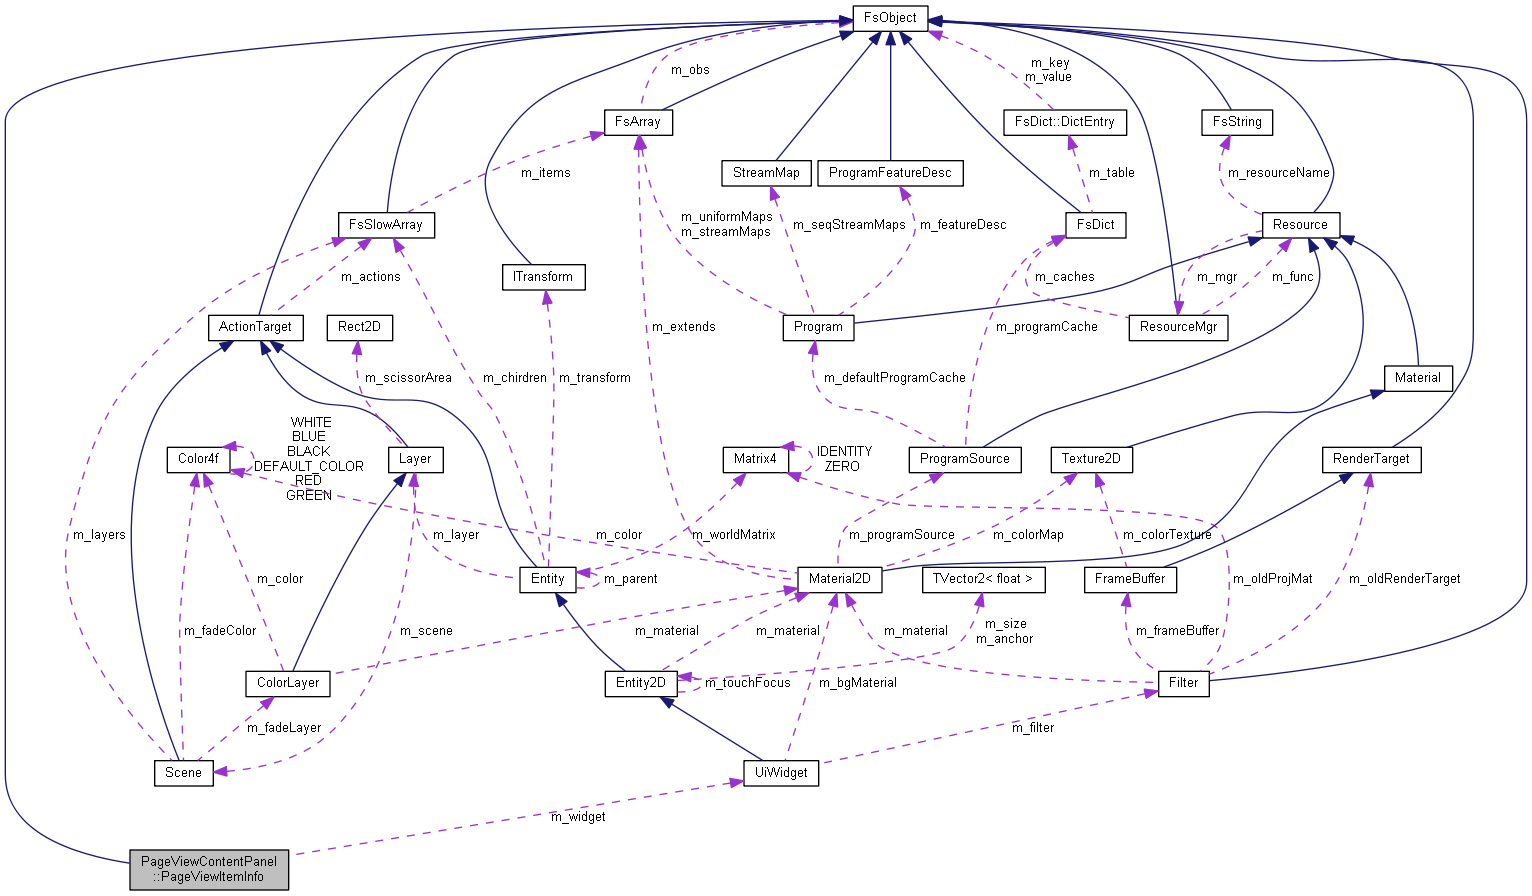 FsObject
m_key
m_value
m_obs
FsArray
FsDict::DictEntry
FsString
m_items
StreamMap
ProgramFeatureDesc
m_table
m_resourceName
FsSlowArray
m_uniformMaps
m_streamMaps
m_seqStreamMaps
m_featureDesc
FsDict
Resource
m_actions
ITransform
m_caches
m_mgr
m_func
ActionTarget
Rect2D
m_extends
Program
m_programCache
ResourceMgr
m_scissorArea
m_chirdren
m_transform
m_defaultProgramCache
Material
WHITE
BLUE
BLACK
DEFAULT_COLOR
RED
GREEN
Color4f
Layer
Matrix4
IDENTITY
ZERO
ProgramSource
Texture2D
RenderTarget
m_layers
m_layer
m_color
m_worldMatrix
m_programSource
m_colorMap
m_colorTexture
m_color
Entity
m_parent
Material2D
TVector2< float >
FrameBuffer
m_oldProjMat
m_oldRenderTarget
m_fadeColor
m_scene
m_material
m_material
m_material
m_size
m_anchor
m_frameBuffer
ColorLayer
Entity2D
m_touchFocus
m_bgMaterial
Filter
m_fadeLayer
m_filter
Scene
UiWidget
m_widget
PageViewContentPanel
::PageViewItemInfo